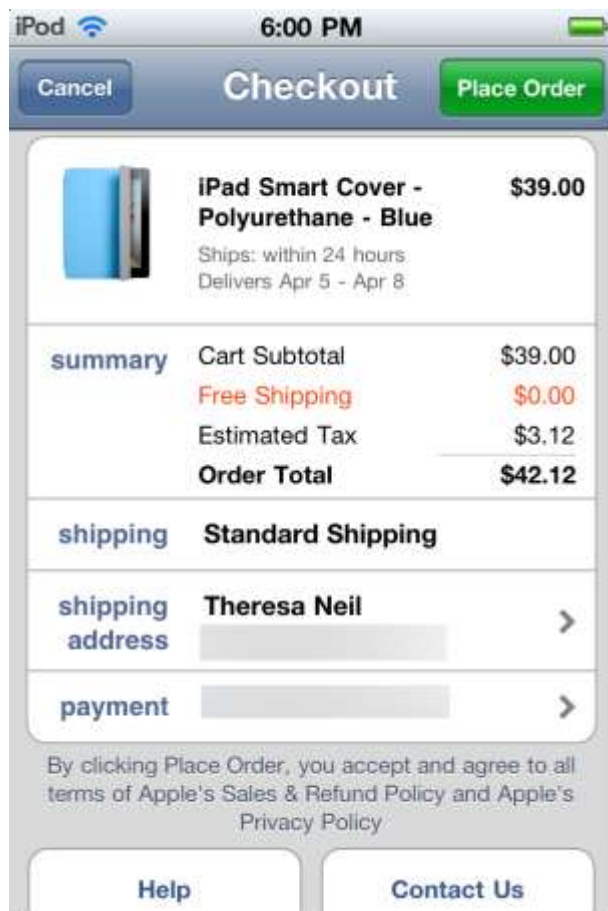 iPod 6:00 PM
Cancel Checkout Place Order
iPad Smart Cover - $39.00
Polyurethane - Blue
Ships: within 24 hours
Delivers Apr 5 - Apr 8
summary Cart Subtotal $39.00
Free Shipping $0.00
Estimated Tax $3.12
Order Total $42.12
shipping Standard Shipping
shipping Theresa Neil
address
payment
By clicking Place Order, you accept and agree to all
terms of Apple's Sales & Refund Policy and Apple's
Privacy Policy
Help Contact Us